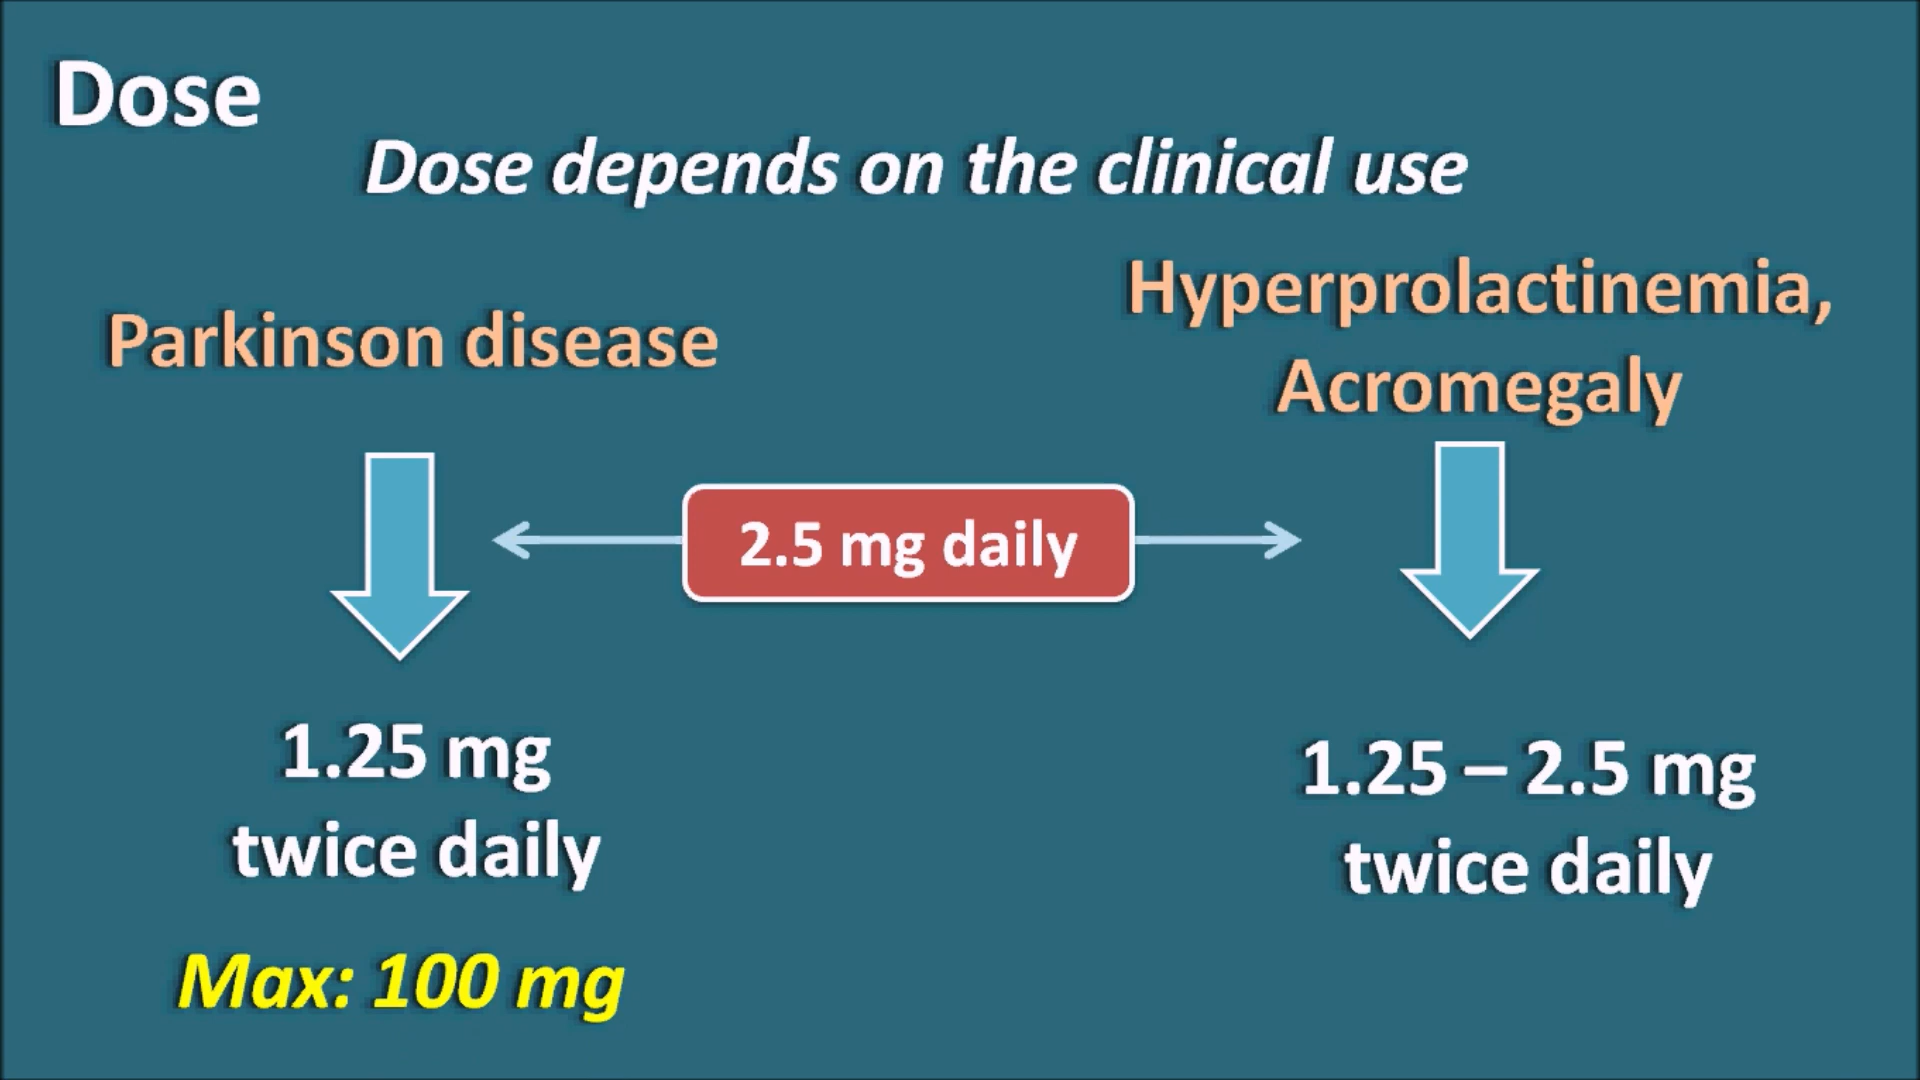 Dose
Dose depends on the clinical use
Parkinson disease
Hyperprolactinemia,
Acromegaly
2.5 mg daily
1.25 mg
twice daily
Max: 100 mg
1.25 – 2.5 mg
twice daily